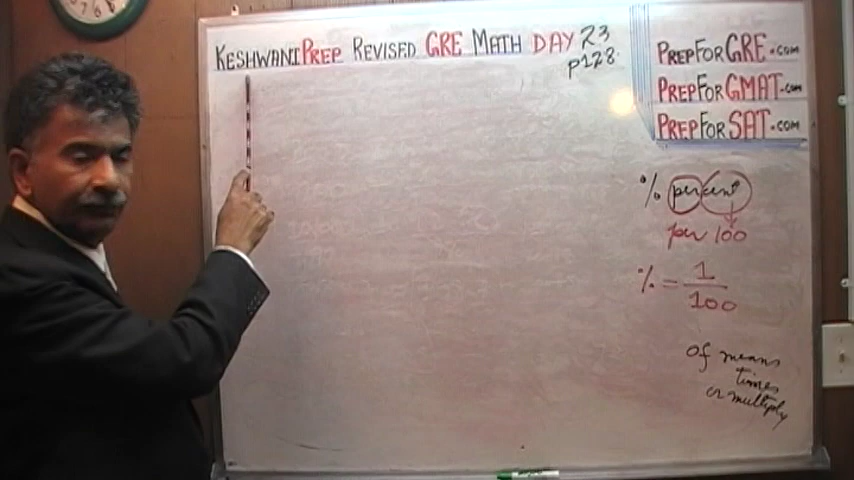 KESHWANIPREP REVISED GRE MATH DAY 23
p128.
PREPFORGRE.com
PREPFORGMAT.com
PREPFORSAT.com
% percent
per 100
% = 1/100
of means
times
or multiply